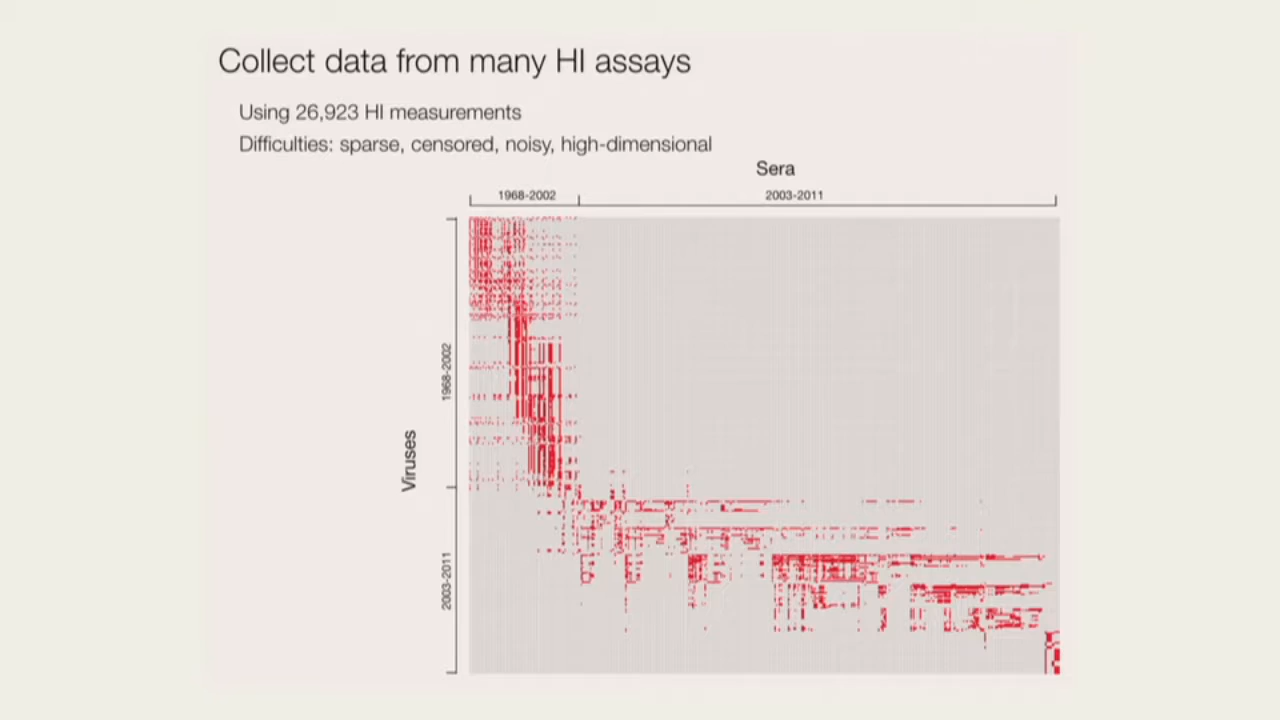 Collect data from many HI assays
Using 26,923 HI measurements
Difficulties: sparse, censored, noisy, high-dimensional
Sera
1968-2002
2003-2011
Viruses
1968-2002
2003-2011